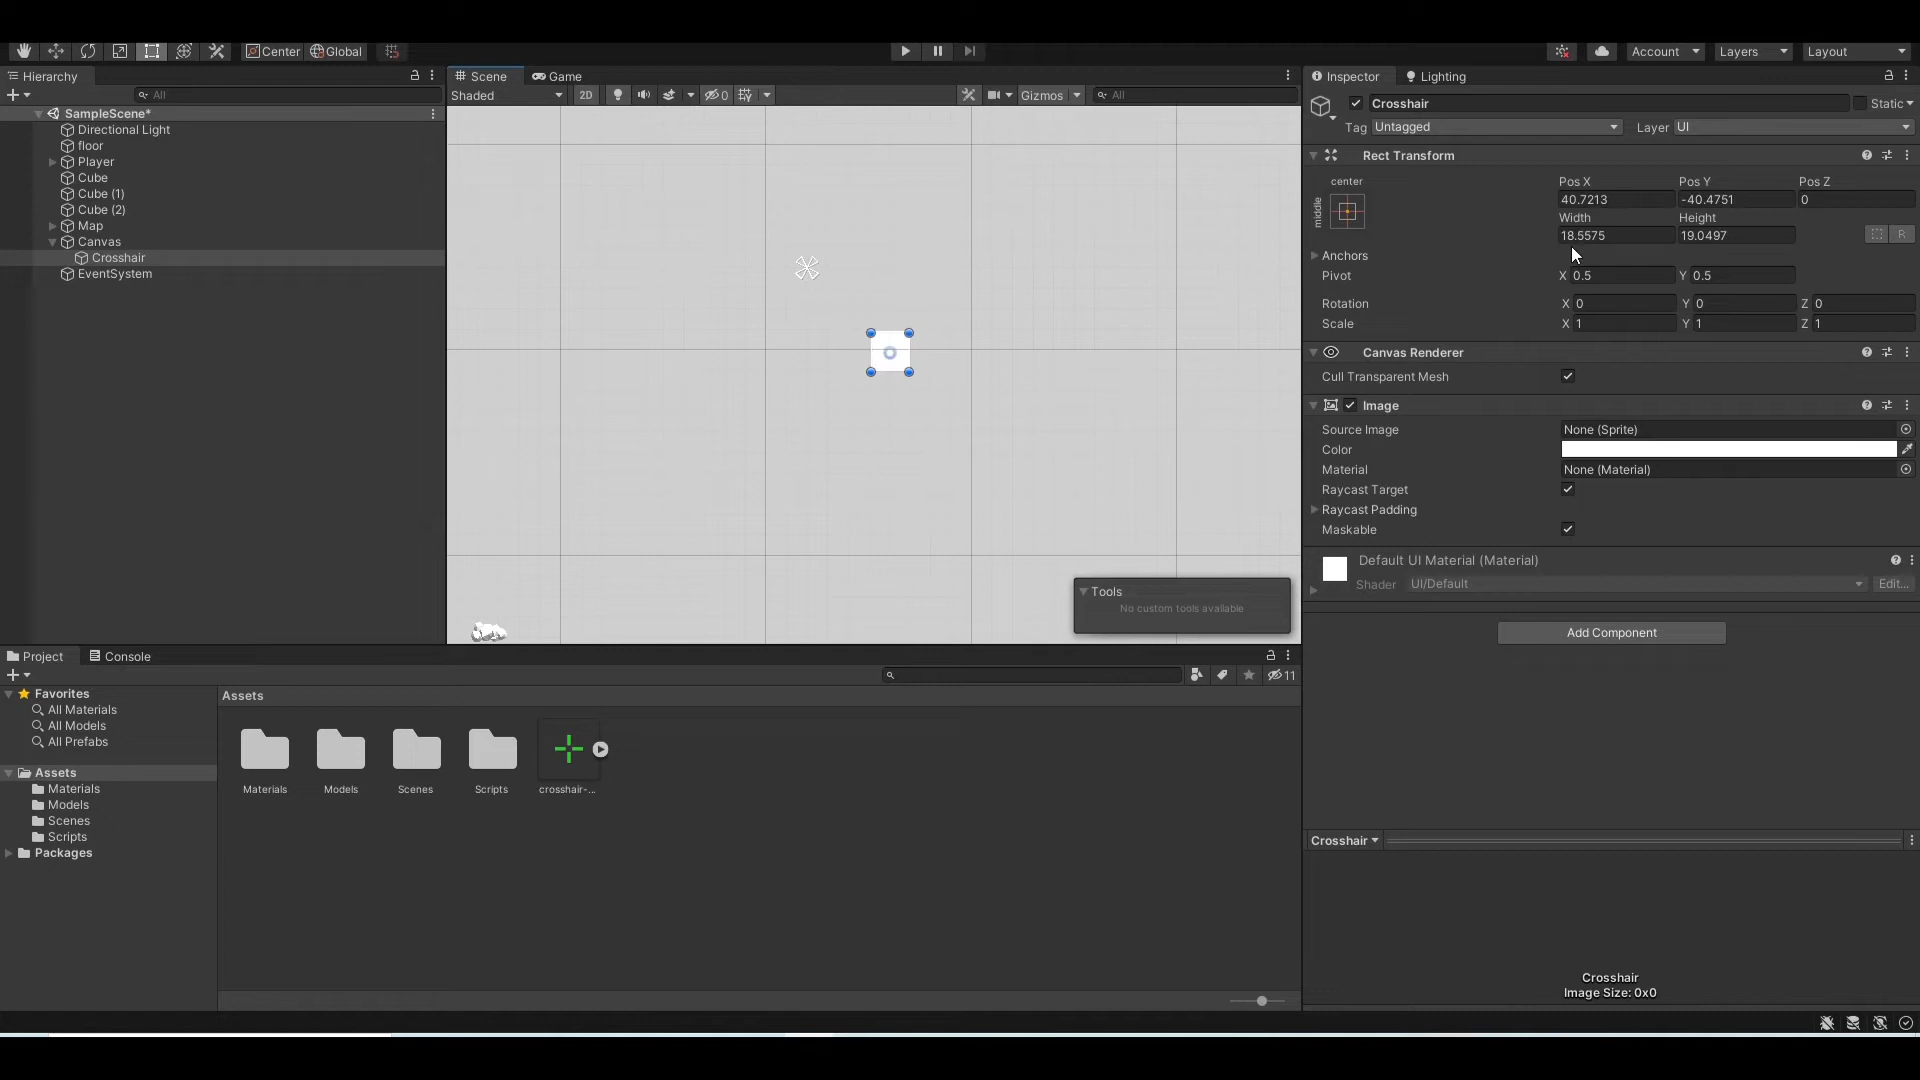 Center Global Account Layers Layout
Hierarchy
All
SampleScene*
Directional Light
floor
Player
Cube
Cube (1)
Cube (2)
Map
Canvas
Crosshair
EventSystem
Scene Game
Shaded 2D 0 Gizmos All
Tools
No custom tools available
Inspector Lighting
Crosshair Static
Tag Untagged Layer UI
Rect Transform
center
middle
Pos X Pos Y Pos Z
40.7213 -40.4751 0
Width Height
18.5575 19.0497 R
Anchors
Pivot X 0.5 Y 0.5
Rotation X 0 Y 0 Z 0
Scale X 1 Y 1 Z 1
Canvas Renderer
Cull Transparent Mesh
Image
Source Image None (Sprite)
Color
Material None (Material)
Raycast Target
Raycast Padding
Maskable
Default UI Material (Material)
Shader UI/Default Edit...
Add Component
Crosshair
Crosshair
Image Size: 0x0
Project Console
11
Favorites
All Materials
All Models
All Prefabs
Assets
Materials
Models
Scenes
Scripts
Packages
Assets
Materials Models Scenes Scripts crosshair-...